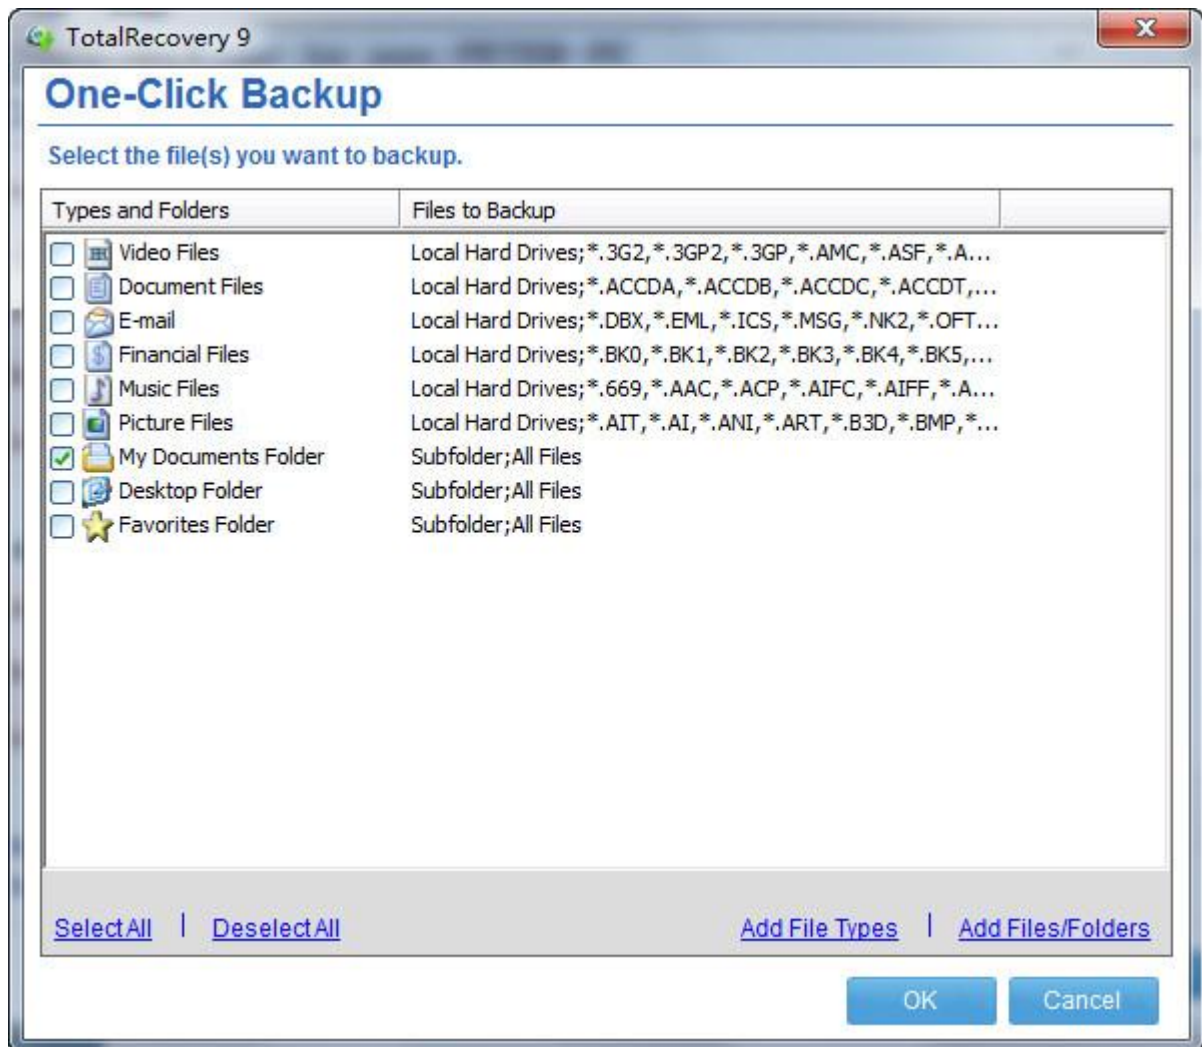 TotalRecovery 9
One-Click Backup
Select the file(s) you want to backup.
Types and Folders Files to Backup
Video Files Local Hard Drives;*.3G2,*.3GP2,*.3GP,*.AMC,*.ASF,*.A...
Document Files Local Hard Drives;*.ACCDA,*.ACCDB,*.ACCDC,*.ACCDT,...
E-mail Local Hard Drives;*.DBX,*.EML,*.ICS,*.MSG,*.NK2,*.OFT...
Financial Files Local Hard Drives;*.BK0,*.BK1,*.BK2,*.BK3,*.BK4,*.BK5,...
Music Files Local Hard Drives;*.669,*.AAC,*.ACP,*.AIFC,*.AIFF,*.A...
Picture Files Local Hard Drives;*.AIT,*.AI,*.ANI,*.ART,*.B3D,*.BMP,*...
My Documents Folder Subfolder;All Files
Desktop Folder Subfolder;All Files
Favorites Folder Subfolder;All Files
Select All | Deselect All Add File Types | Add Files/Folders
OK Cancel